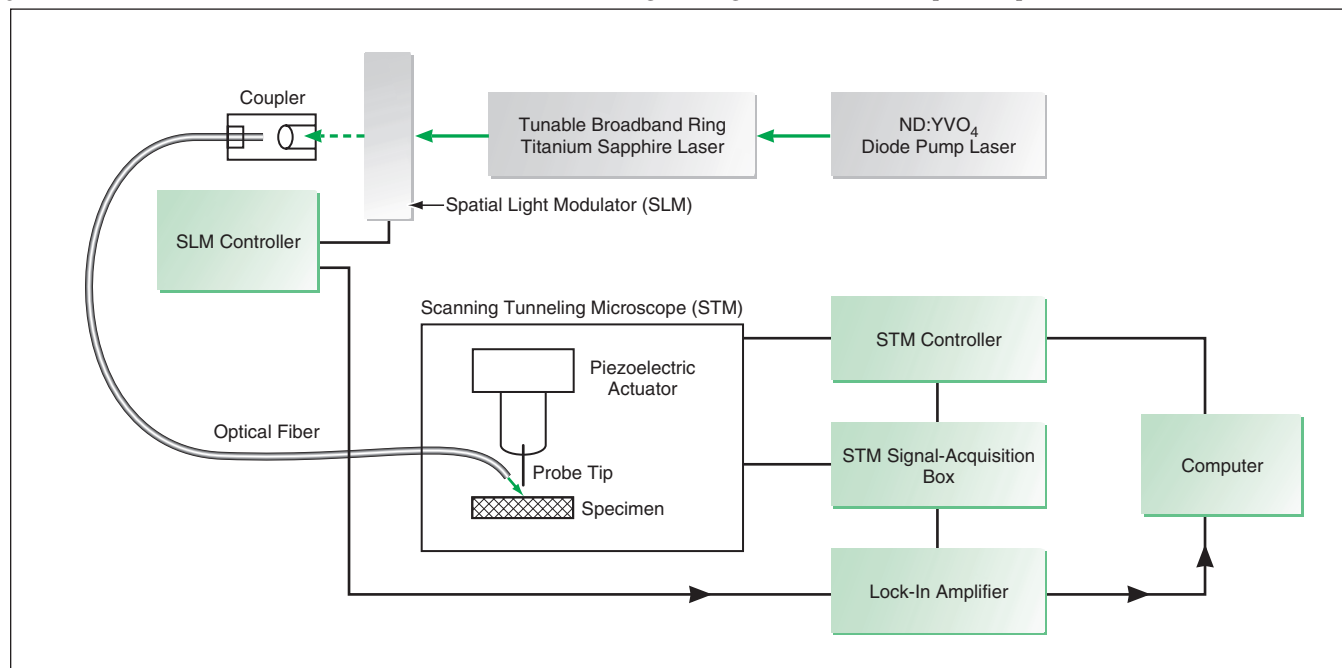 Coupler
Tunable Broadband Ring
Titanium Sapphire Laser
ND:YVO4
Diode Pump Laser
Spatial Light Modulator (SLM)
SLM Controller
Scanning Tunneling Microscope (STM)
Piezoelectric
Actuator
STM Controller
Optical Fiber
Probe Tip
STM Signal-Acquisition
Box
Computer
Specimen
Lock-In Amplifier